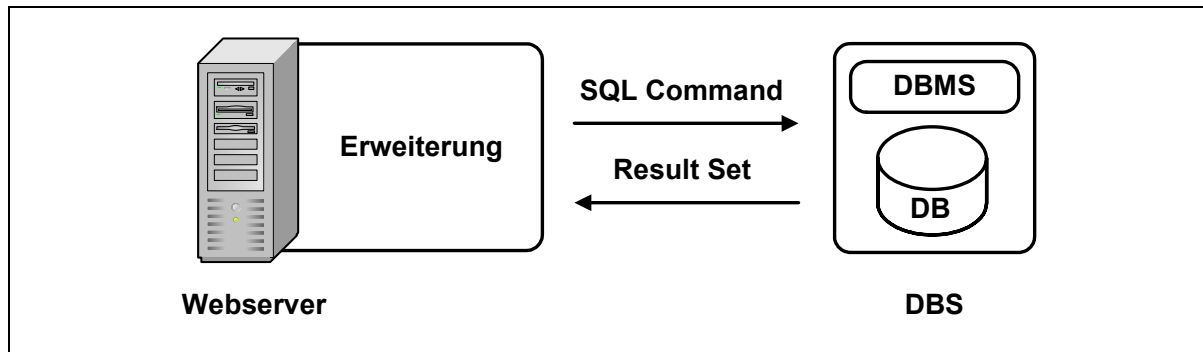 SQL Command
DBMS
Erweiterung
Result Set
DB
Webserver
DBS